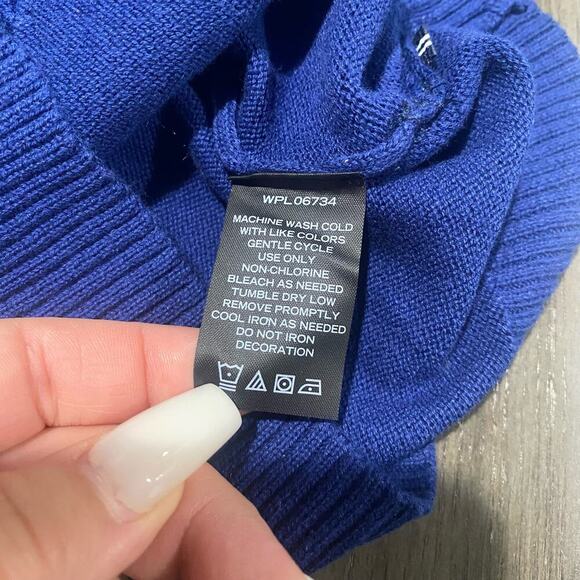 WPL 06734
MACHINE WASH COLD
WITH LIKE COLORS
GENTLE CYCLE
USE ONLY
NON-CHLORINE
BLEACH AS NEEDED
TUMBLE DRY LOW
REMOVE PROMPTLY
COOL IRON AS NEEDED
DO NOT IRON
DECORATION